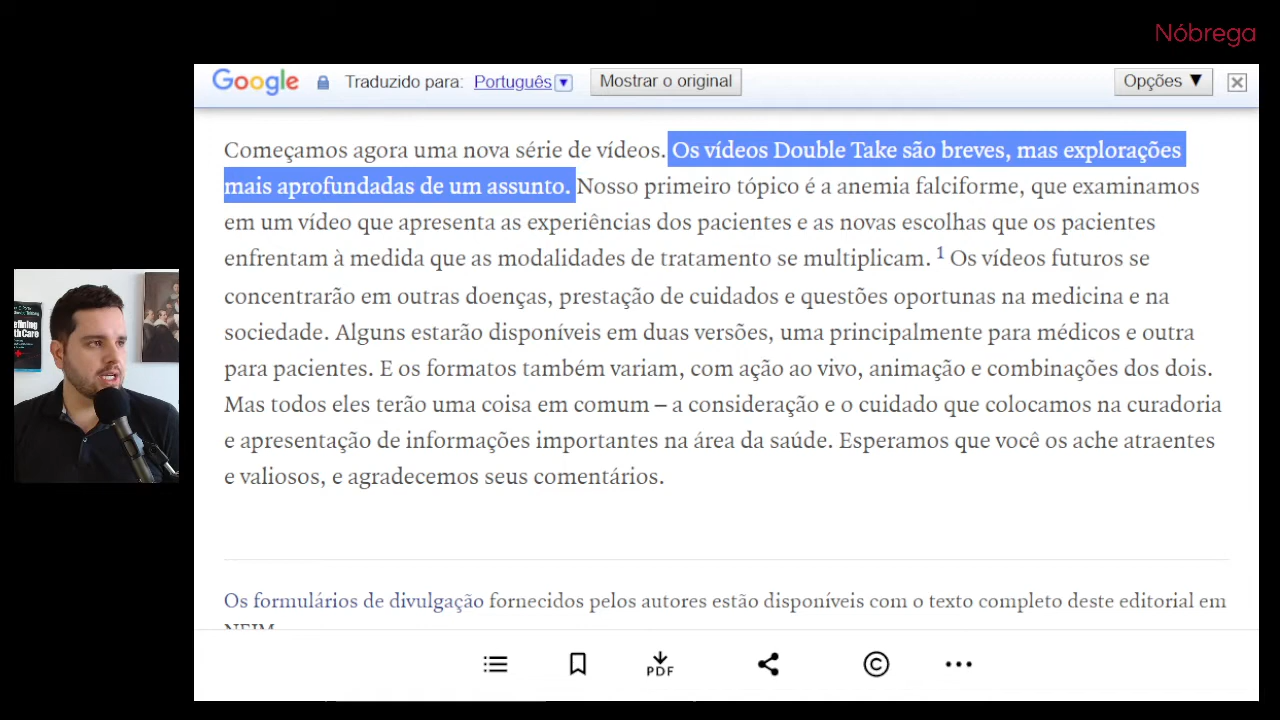 Nóbrega
Google Traduzido para: Português Mostrar o original Opções ▼
Começamos agora uma nova série de vídeos. Os vídeos Double Take são breves, mas explorações
mais aprofundadas de um assunto. Nosso primeiro tópico é a anemia falciforme, que examinamos
em um vídeo que apresenta as experiências dos pacientes e as novas escolhas que os pacientes
enfrentam à medida que as modalidades de tratamento se multiplicam. 1 Os vídeos futuros se
concentrarão em outras doenças, prestação de cuidados e questões oportunas na medicina e na
sociedade. Alguns estarão disponíveis em duas versões, uma principalmente para médicos e outra
para pacientes. E os formatos também variam, com ação ao vivo, animação e combinações dos dois.
Mas todos eles terão uma coisa em comum – a consideração e o cuidado que colocamos na curadoria
e apresentação de informações importantes na área da saúde. Esperamos que você os ache atraentes
e valiosos, e agradecemos seus comentários.
Os formulários de divulgação fornecidos pelos autores estão disponíveis com o texto completo deste editorial em
NEJM
PDF
©